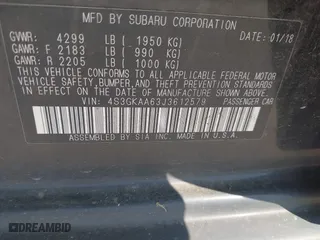 MFD BY SUBARU CORPORATION
GVWR: 4299 LB ( 1950 KG) DATE: 01/18
GAWR: F 2183 LB ( 990 KG)
GAWR: R 2205 LB ( 1000 KG)
THIS VEHICLE CONFORMS TO ALL APPLICABLE FEDERAL MOTOR
VEHICLE SAFETY, BUMPER, AND THEFT PREVENTION STANDARDS
IN EFFECT ON THE DATE OF MANUFACTURE SHOWN ABOVE.
VIN: 4S3GKAA63J3612579 PASSENGER CAR
ASSEMBLED BY SIA INC. MADE IN U.S.A.